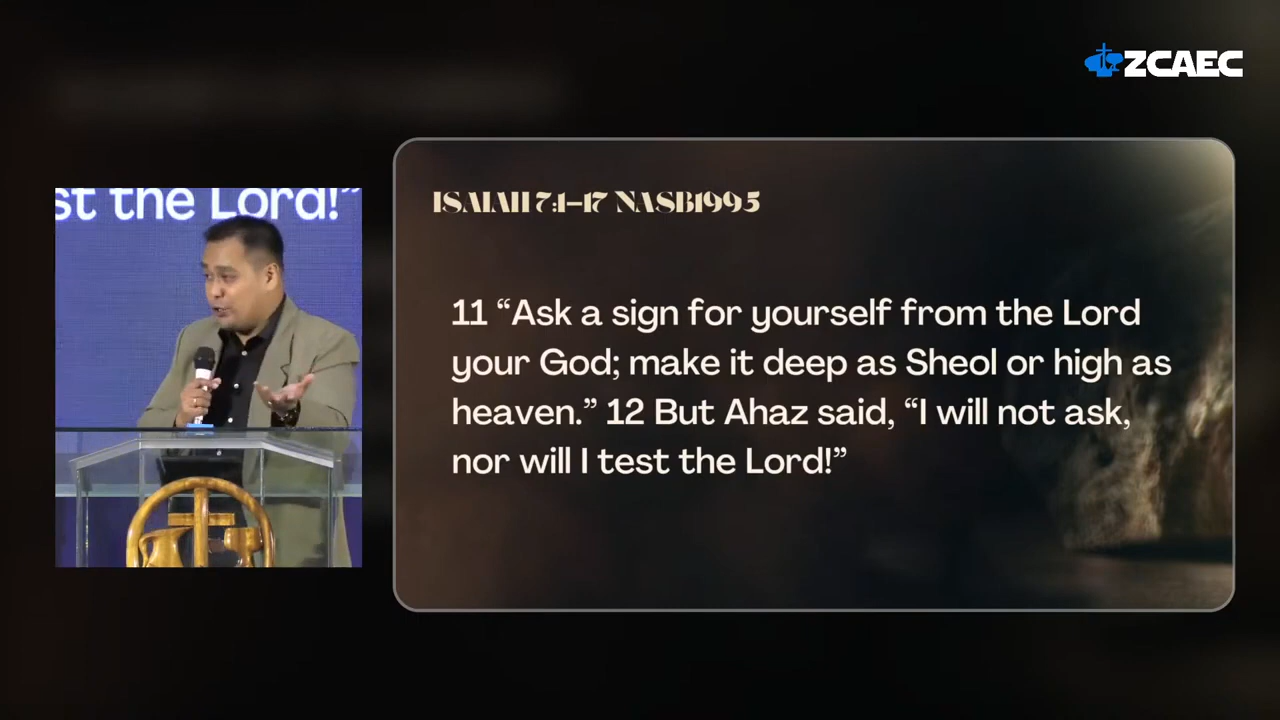 ZCAEC
st the Lord!”
ISAIAH 7:1–17 NASB1995
11 “Ask a sign for yourself from the Lord
your God; make it deep as Sheol or high as
heaven.” 12 But Ahaz said, “I will not ask,
nor will I test the Lord!”